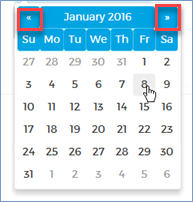 « January 2016 »
Su Mo Tu We Th Fr Sa
27 28 29 30 31 1 2
3 4 5 6 7 8 9
10 11 12 13 14 15 16
17 18 19 20 21 22 23
24 25 26 27 28 29 30
31 1 2 3 4 5 6